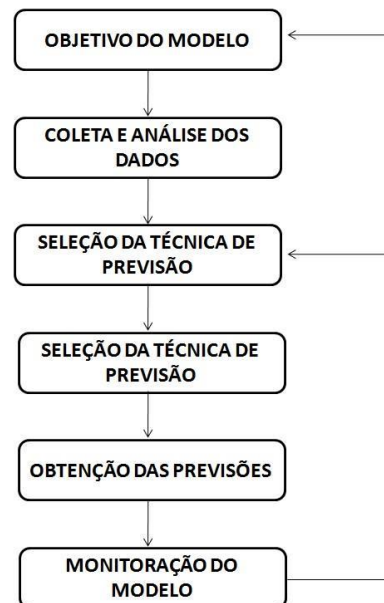 OBJETIVO DO MODELO
COLETA E ANÁLISE DOS
DADOS
SELEÇÃO DA TÉCNICA DE
PREVISÃO
SELEÇÃO DA TÉCNICA DE
PREVISÃO
OBTENÇÃO DAS PREVISÕES
MONITORAÇÃO DO
MODELO